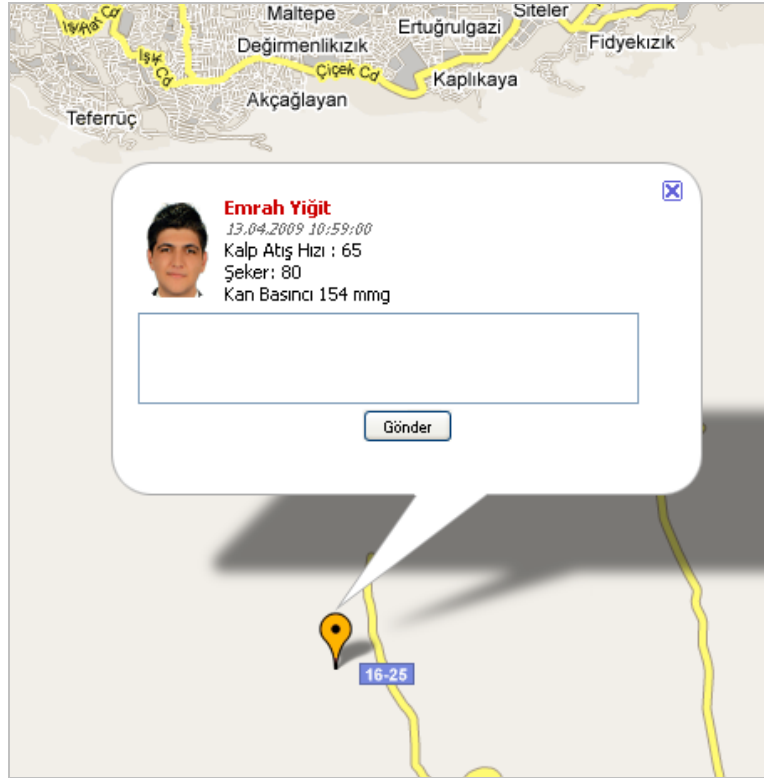 Maltepe
Siteler
Ertuğrulgazi
Işıklar Cd
Değirmenlikızık
Fidyekızık
Işık Cd
Çiçek Cd
Kaplıkaya
Akçağlayan
Teferrüç
Emrah Yiğit
13.04.2009 10:59:00
Kalp Atış Hızı : 65
Şeker: 80
Kan Basıncı 154 mmg
Gönder
16-25